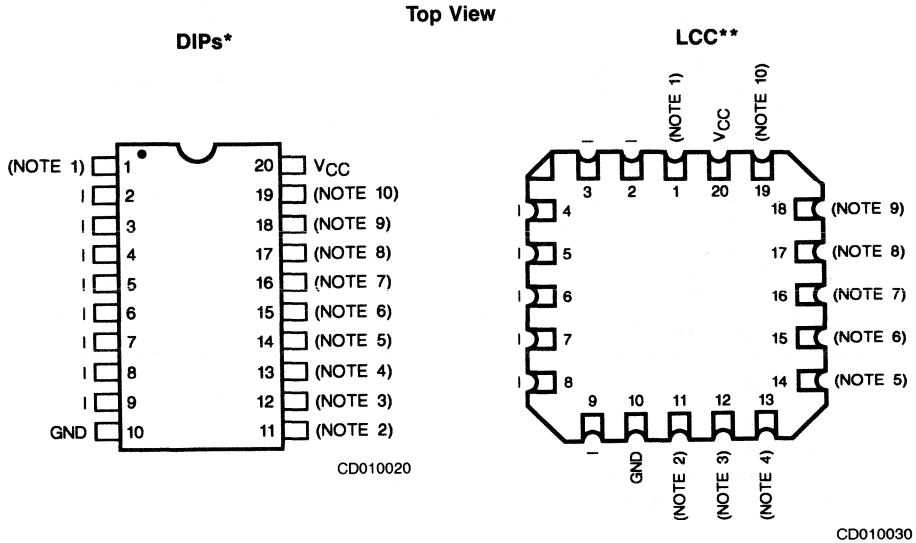 Top View
DIPs*
LCC**
(NOTE 1) 1 20 VCC
I 2 19 (NOTE 10)
I 3 18 (NOTE 9)
I 4 17 (NOTE 8)
I 5 16 (NOTE 7)
I 6 15 (NOTE 6)
I 7 14 (NOTE 5)
I 8 13 (NOTE 4)
I 9 12 (NOTE 3)
GND 10 11 (NOTE 2)
CD010020
I I (NOTE 1) VCC (NOTE 10)
3 2 1 20 19
I 4 18 (NOTE 9)
I 5 17 (NOTE 8)
I 6 16 (NOTE 7)
I 7 15 (NOTE 6)
I 8 14 (NOTE 5)
9 10 11 12 13
I GND (NOTE 2) (NOTE 3) (NOTE 4)
CD010030